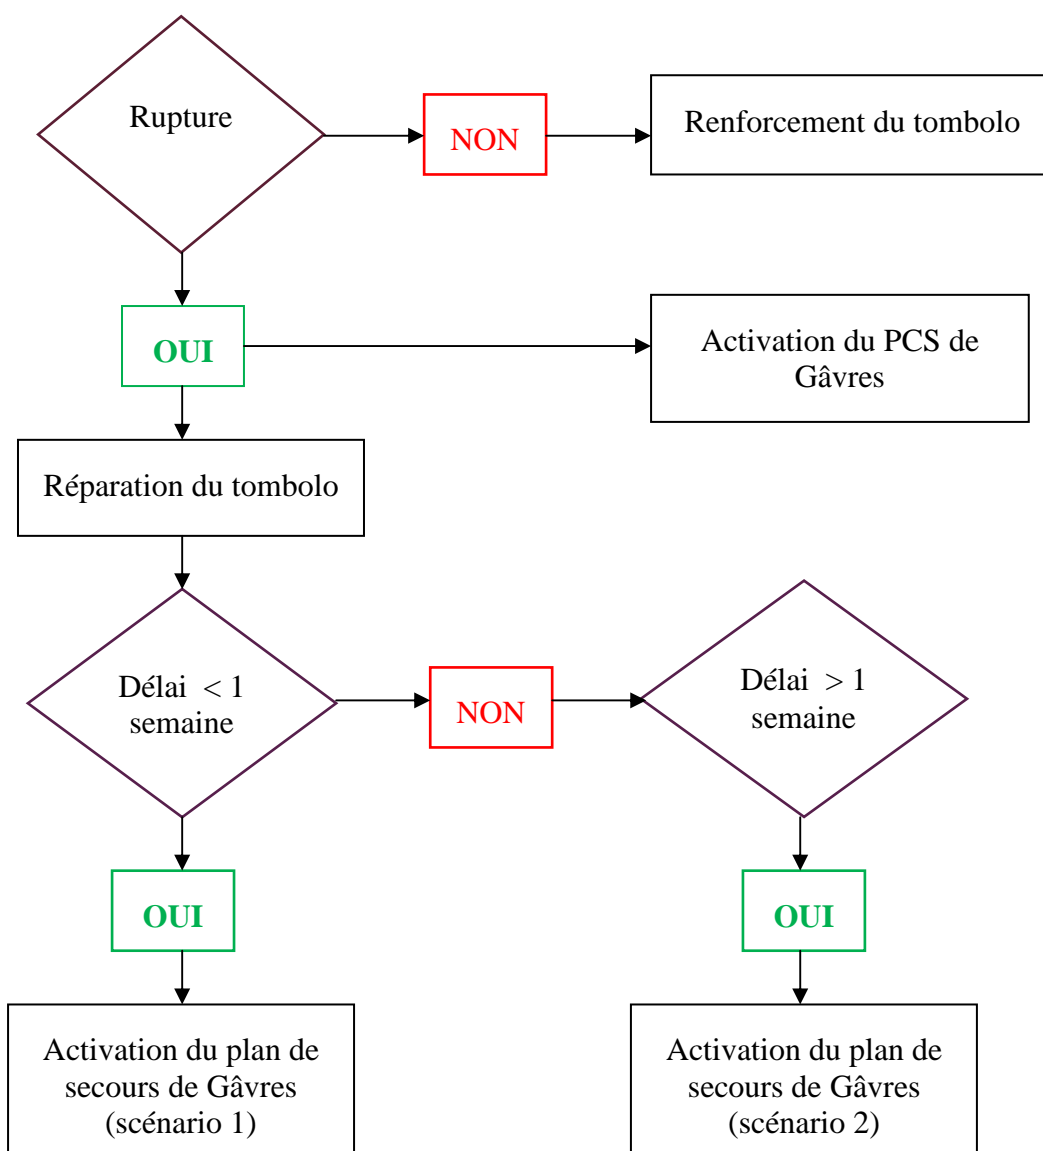 Rupture
NON
Renforcement du tombolo
OUI
Activation du PCS de
Gâvres
Réparation du tombolo
Délai < 1
semaine
NON
Délai > 1
semaine
OUI
OUI
Activation du plan de
secours de Gâvres
(scénario 1)
Activation du plan de
secours de Gâvres
(scénario 2)